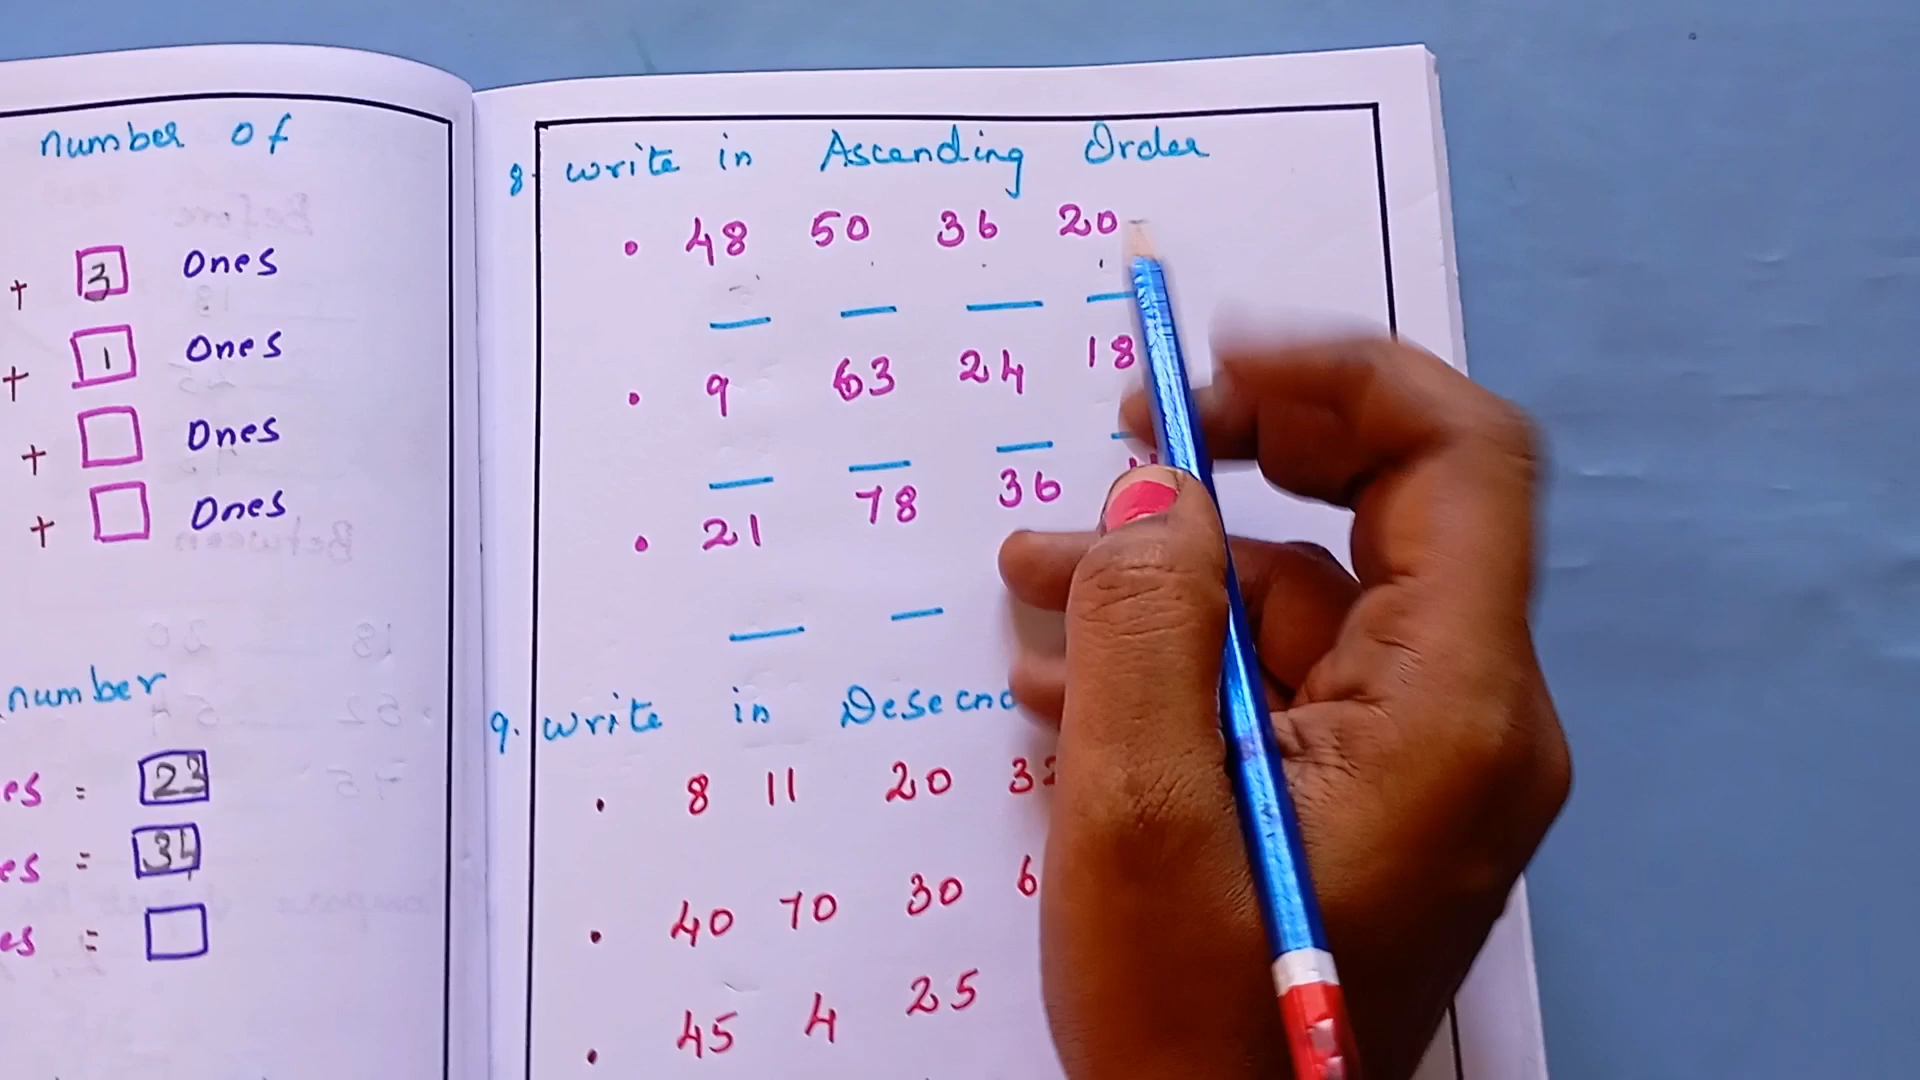 number of
+ 3 Ones
+ 1 Ones
+ Ones
+ Ones
number
es = 23
es = 34
es =
8. write in Ascending Order
• 48 50 36 20
• 9 63 24 18
• 21 78 36
9. write in
• 8 11 20
• 40 70 30
• 45 4 25